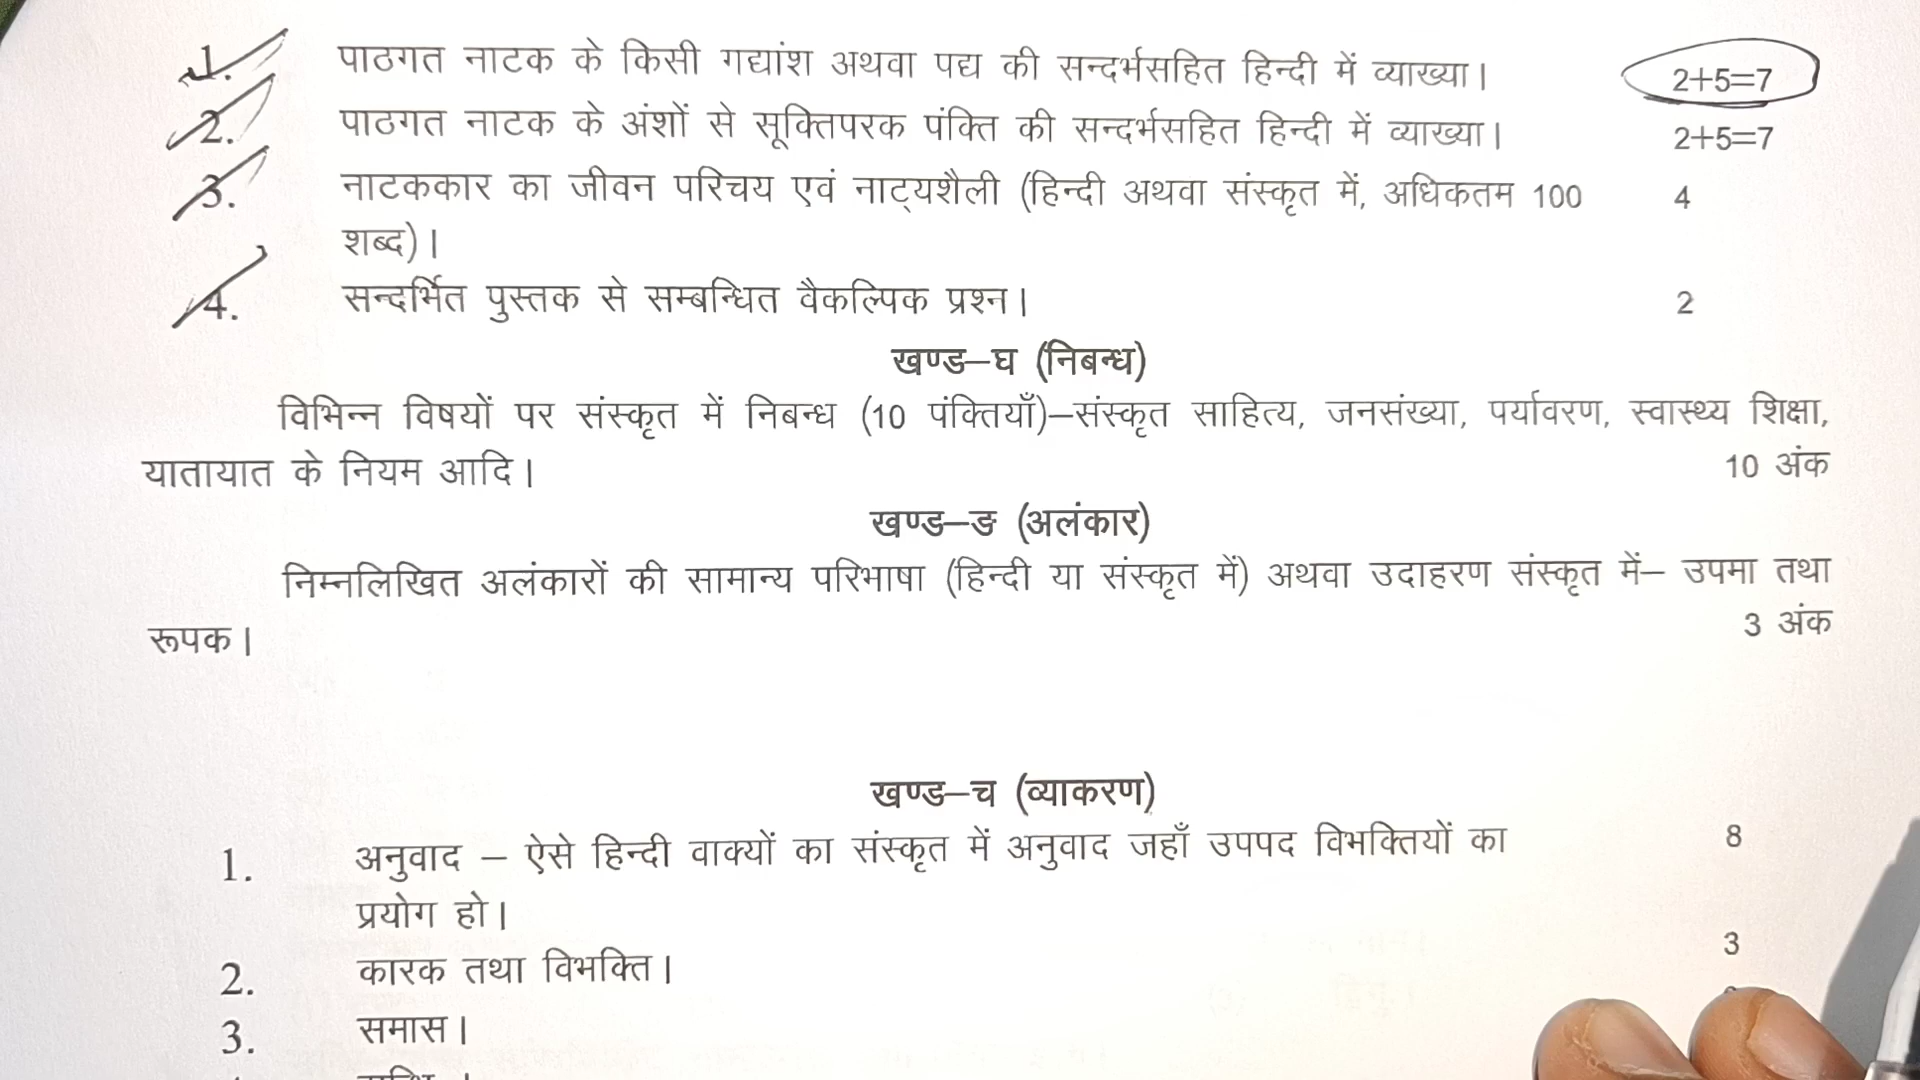 1. पाठगत नाटक के किसी गद्यांश अथवा पद्य की सन्दर्भसहित हिन्दी में व्याख्या। 2+5=7
2. पाठगत नाटक के अंशों से सूक्तिपरक पंक्ति की सन्दर्भसहित हिन्दी में व्याख्या। 2+5=7
3. नाटककार का जीवन परिचय एवं नाट्यशैली (हिन्दी अथवा संस्कृत में, अधिकतम 100 4
शब्द)।
4. सन्दर्भित पुस्तक से सम्बन्धित वैकल्पिक प्रश्न। 2
खण्ड–घ (निबन्ध)
विभिन्न विषयों पर संस्कृत में निबन्ध (10 पंक्तियाँ)–संस्कृत साहित्य, जनसंख्या, पर्यावरण, स्वास्थ्य शिक्षा,
यातायात के नियम आदि। 10 अंक
खण्ड–ङ (अलंकार)
निम्नलिखित अलंकारों की सामान्य परिभाषा (हिन्दी या संस्कृत में) अथवा उदाहरण संस्कृत में– उपमा तथा
रूपक। 3 अंक
खण्ड–च (व्याकरण)
1. अनुवाद – ऐसे हिन्दी वाक्यों का संस्कृत में अनुवाद जहाँ उपपद विभक्तियों का 8
प्रयोग हो।
2. कारक तथा विभक्ति। 3
3. समास।